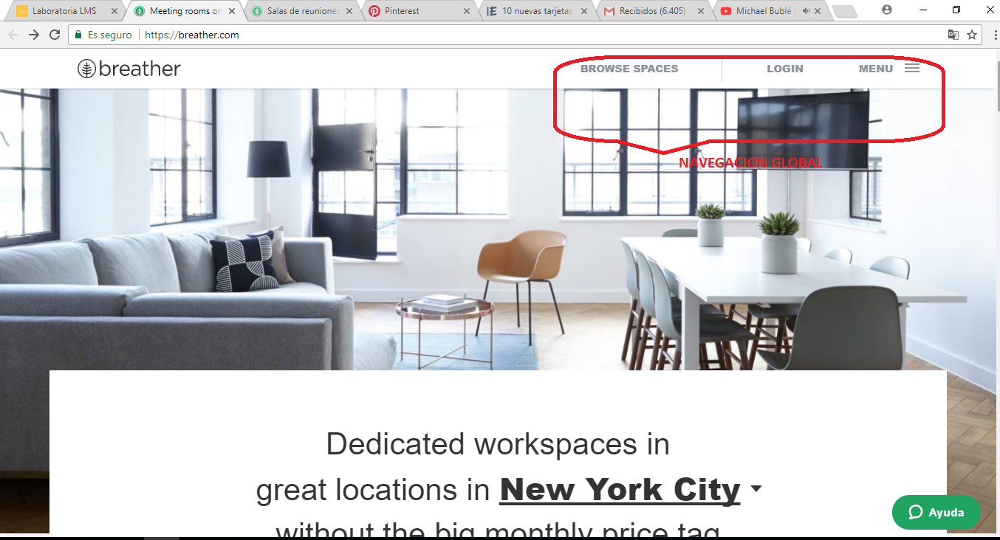 Laboratoria LMS
Meeting rooms on
Salas de reuniones
Pinterest
10 nuevas tarjetas
Recibidos (6.405) -
Michael Bublé
Es seguro
https://breather.com
breather
BROWSE SPACES
LOGIN
MENU
NAVEGACION GLOBAL
Dedicated workspaces in
great locations in New York City
without the big monthly price tag
Ayuda